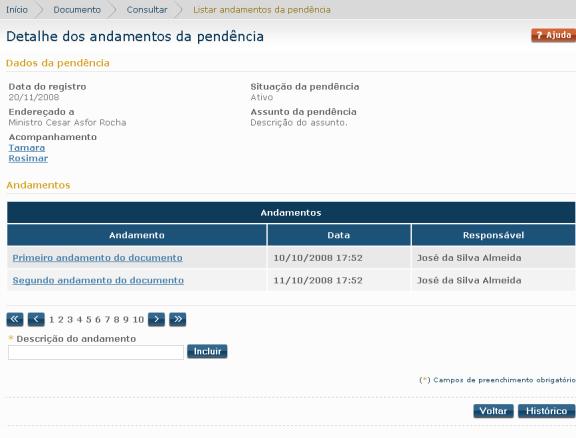 Início Documento Consultar Listar andamentos da pendência
Detalhe dos andamentos da pendência
? Ajuda
Dados da pendência
Data do registro Situação da pendência
20/11/2008 Ativo
Endereçado a Assunto da pendência
Ministro Cesar Asfor Rocha Descrição do assunto.
Acompanhamento
Tamara
Rosimar
Andamentos
Andamentos
Andamento Data Responsável
Primeiro andamento do documento 10/10/2008 17:52 José da Silva Almeida
Segundo andamento do documento 11/10/2008 17:52 José da Silva Almeida
« < 1 2 3 4 5 6 7 8 9 10 > »
* Descrição do andamento
Incluir
(*) Campos de preenchimento obrigatório
Voltar Histórico